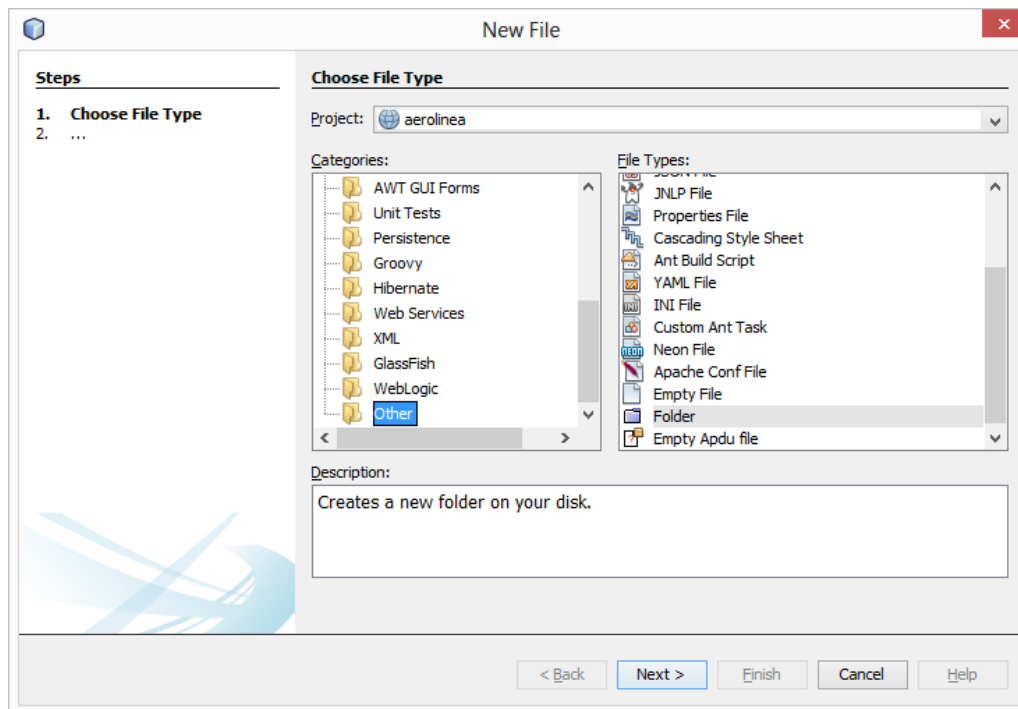 New File
Steps
1. Choose File Type
2. ...
Choose File Type
Project: aerolinea
Categories:
AWT GUI Forms
Unit Tests
Persistence
Groovy
Hibernate
Web Services
XML
GlassFish
WebLogic
Other
File Types:
JSON File
JNLP File
Properties File
Cascading Style Sheet
Ant Build Script
YAML File
INI File
Custom Ant Task
Neon File
Apache Conf File
Empty File
Folder
Empty Apdu file
Description:
Creates a new folder on your disk.
< Back
Next >
Finish
Cancel
Help